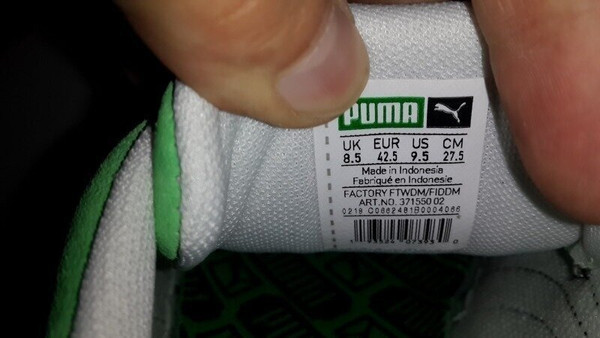 PUMA
UK EUR US CM
8.5 42.5 9.5 27.5
Made in Indonesia
Fabriqué en Indonesie
FACTORY FTWDM/FIDDM
ART.NO. 371550 02